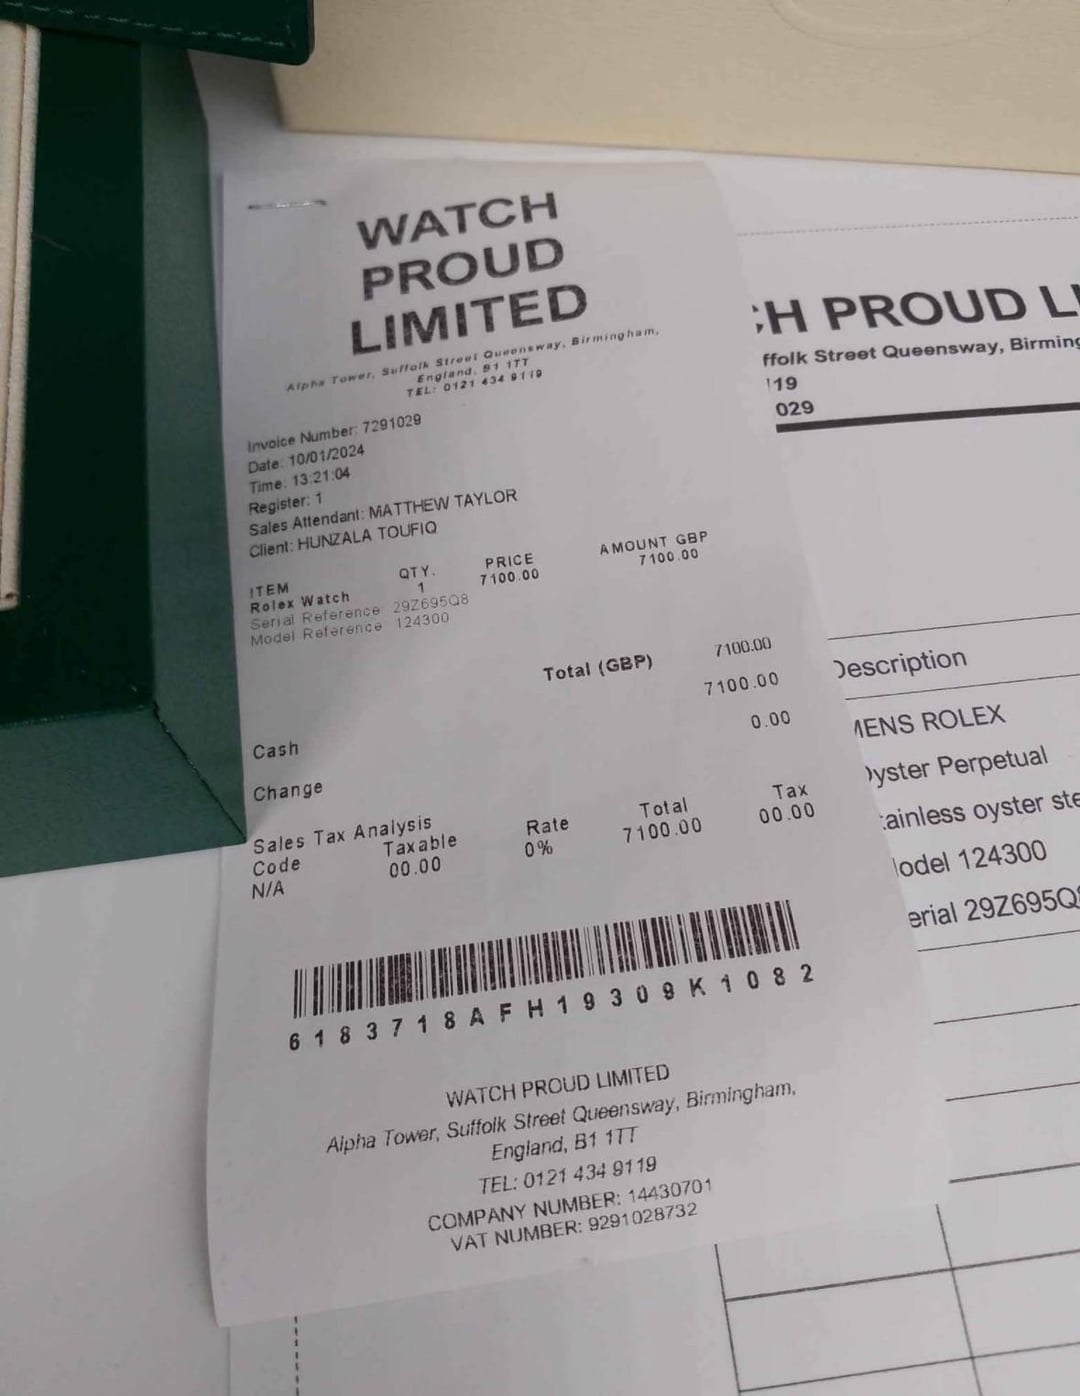 WATCH
PROUD
LIMITED
Alpha Tower, Suffolk Street Queensway, Birmingham,
England, B1 1TT
TEL: 0121 434 9119
Invoice Number: 7291029
Date: 10/01/2024
Time: 13:21:04
Register: 1
Sales Attendant: MATTHEW TAYLOR
Client: HUNZALA TOUFIQ
ITEM QTY. PRICE AMOUNT GBP
Rolex Watch 1 7100.00 7100.00
Serial Reference 29Z695Q8
Model Reference 124300
Total (GBP) 7100.00
Cash 7100.00
Change 0.00
Sales Tax Analysis
Code Taxable Rate Total Tax
N/A 00.00 0% 7100.00 00.00
6183718AFH19309K1082
WATCH PROUD LIMITED
Alpha Tower, Suffolk Street Queensway, Birmingham,
England, B1 1TT
TEL: 0121 434 9119
COMPANY NUMBER: 14430701
VAT NUMBER: 9291028732
CH PROUD LI
ffolk Street Queensway, Birming
119
029
Description
MENS ROLEX
Oyster Perpetual
tainless oyster ste
Model 124300
erial 29Z695Q8